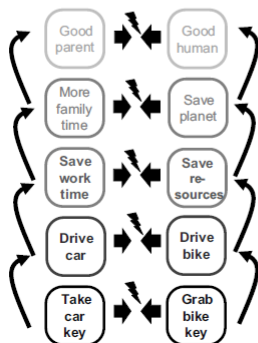 Good
parent
Good
human
More
family
time
Save
planet
Save
work
time
Save
re-
sources
Drive
car
Drive
bike
Take
car
key
Grab
bike
key